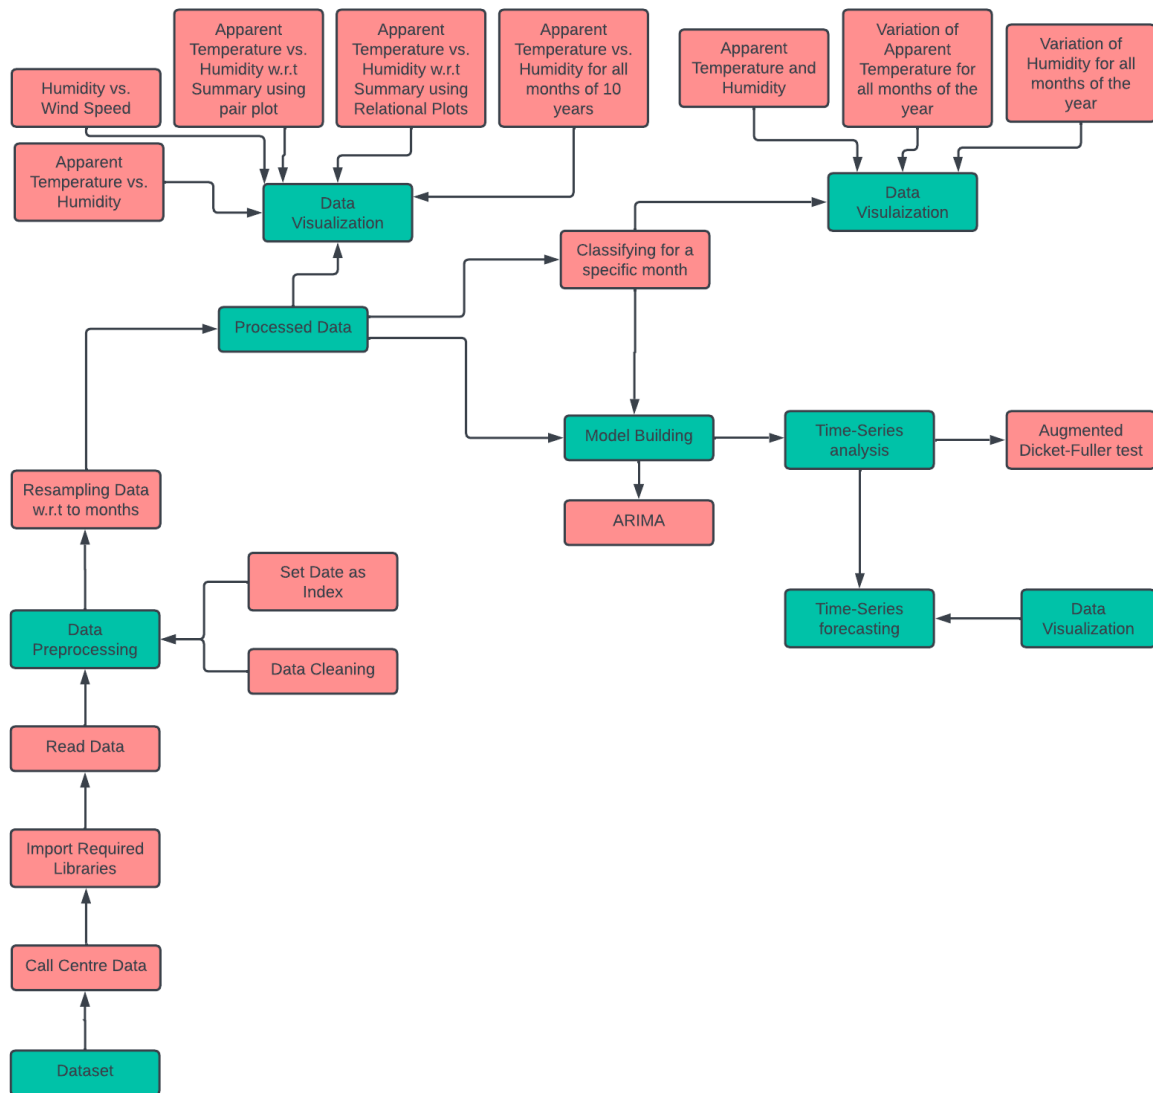 Humidity vs.
Wind Speed
Apparent
Temperature vs.
Humidity w.r.t
Summary using
pair plot
Apparent
Temperature vs.
Humidity w.r.t
Summary using
Relational Plots
Apparent
Temperature vs.
Humidity for all
months of 10
years
Apparent
Temperature and
Humidity
Variation of
Apparent
Temperature for
all months of the
year
Variation of
Humidity for all
months of the
year
Apparent
Temperature vs.
Humidity
Data
Visualization
Data
Visulaization
Classifying for a
specific month
Processed Data
Model Building
Time-Series
analysis
Augmented
Dicket-Fuller test
Resampling Data
w.r.t to months
ARIMA
Set Date as
Index
Data
Preprocessing
Time-Series
forecasting
Data
Visualization
Data Cleaning
Read Data
Import Required
Libraries
Call Centre Data
Dataset